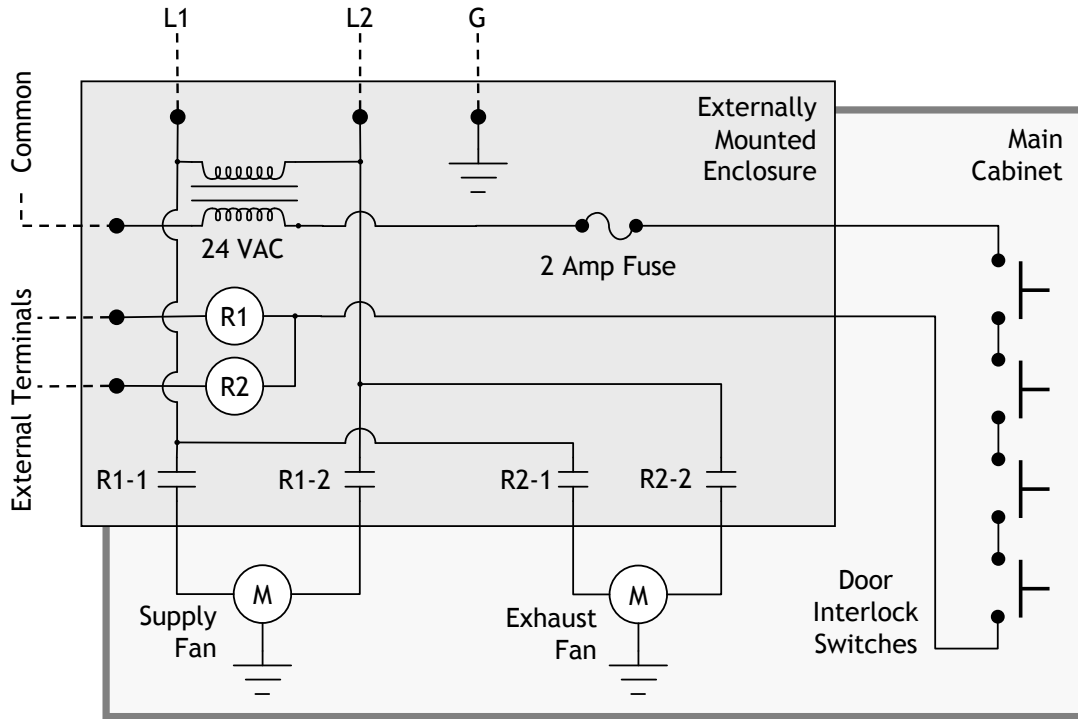 L1
L2
G
Common
Externally
Mounted
Enclosure
Main
Cabinet
24 VAC
2 Amp Fuse
External Terminals
R1
R2
R1-1
R1-2
R2-1
R2-2
Door
Interlock
Switches
M
Supply
Fan
M
Exhaust
Fan